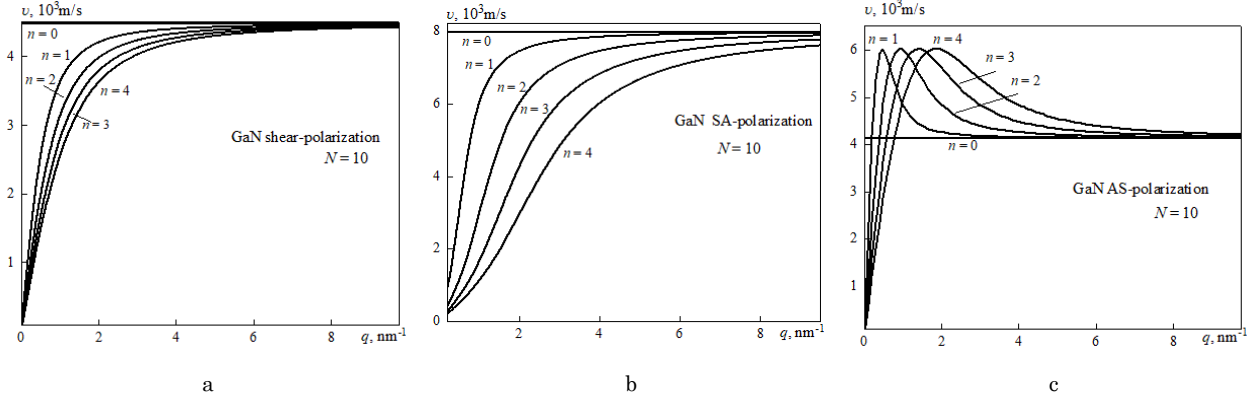 υ, 10³m/s
4
3
2
1
0
2
4
6
8
q, nm⁻¹
n = 0
n = 1
n = 2
n = 4
n = 3
GaN shear-polarization
N = 10
a
υ, 10³m/s
8
6
4
2
0
2
4
6
8
q, nm⁻¹
n = 0
n = 1
n = 2
n = 3
n = 4
GaN SA-polarization
N = 10
b
υ, 10³m/s
6
5
4
3
2
1
0
2
4
6
8
q, nm⁻¹
n = 1
n = 4
n = 3
n = 2
n = 0
GaN AS-polarization
N = 10
c